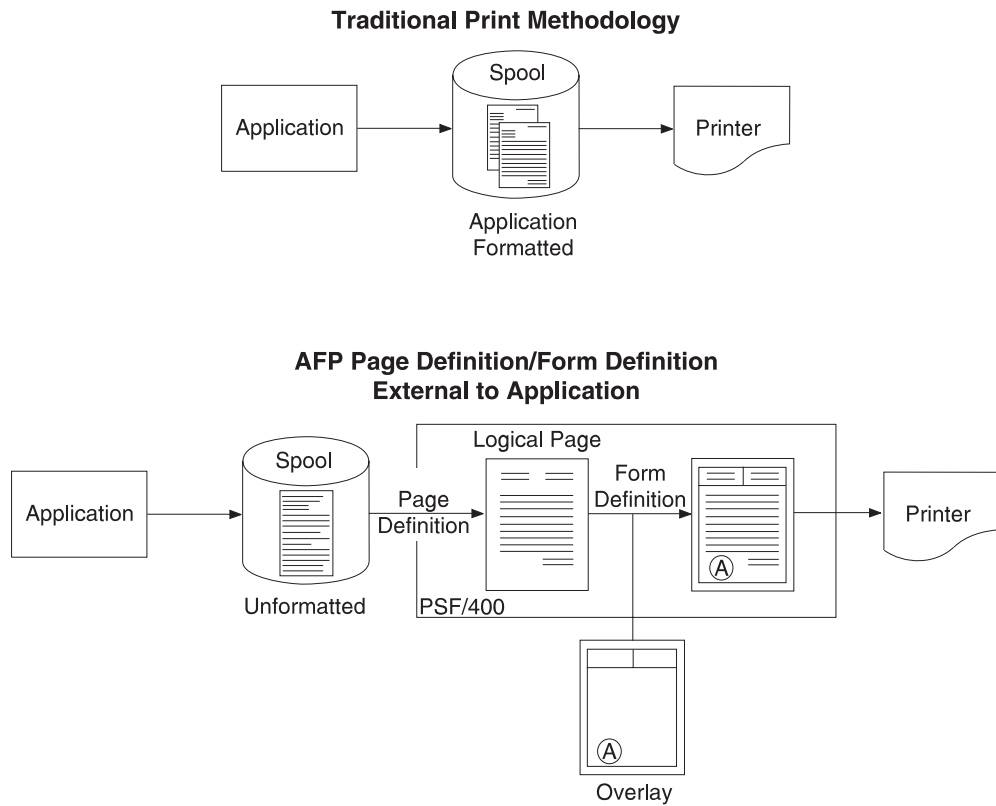 Traditional Print Methodology
Spool
Application
Printer
Application
Formatted
AFP Page Definition/Form Definition
External to Application
Logical Page
Spool
Form
Definition
Page
Definition
Application
Printer
A
Unformatted
PSF/400
A
Overlay